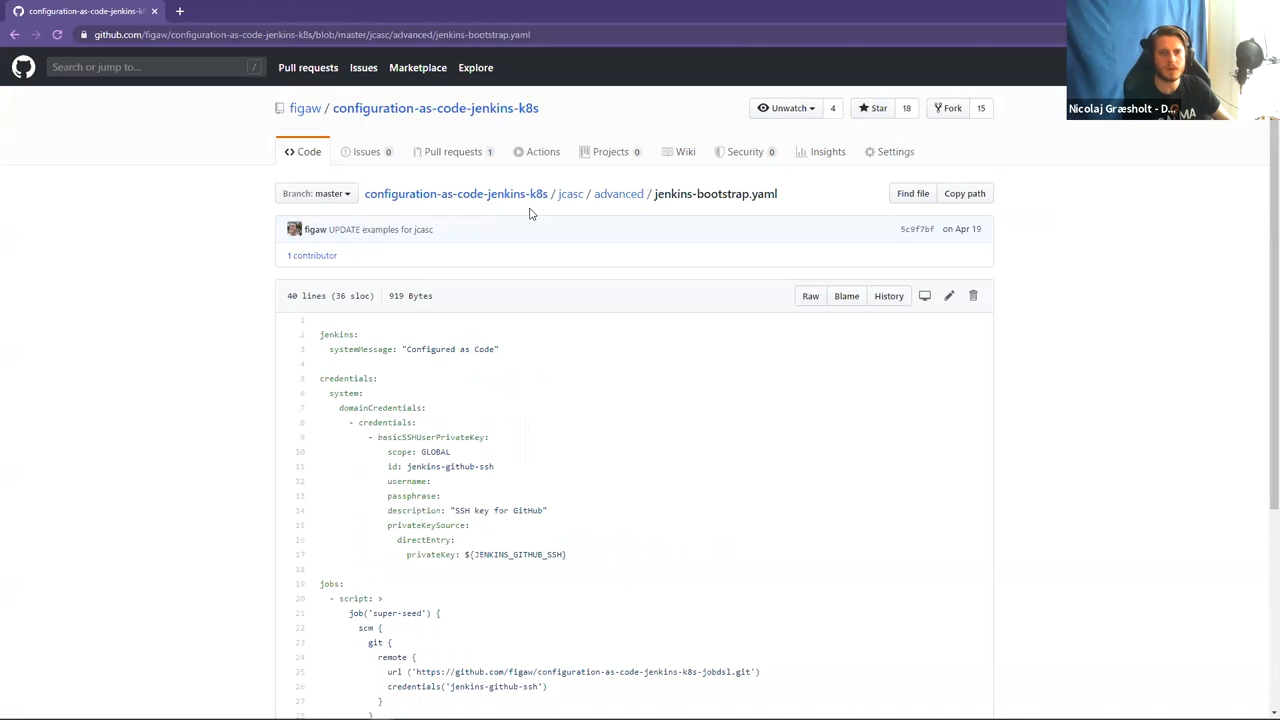 configuration-as-code-jenkins-k8
github.com/figaw/configuration-as-code-jenkins-k8s/blob/master/jcasc/advanced/jenkins-bootstrap.yaml
Search or jump to...
/
Pull requests
Issues
Marketplace
Explore
Nicolaj Græsholt - D...
figaw / configuration-as-code-jenkins-k8s
Unwatch
4
Star
18
Fork
15
Code
Issues 0
Pull requests 1
Actions
Projects 0
Wiki
Security 0
Insights
Settings
Branch: master
configuration-as-code-jenkins-k8s / jcasc / advanced / jenkins-bootstrap.yaml
Find file
Copy path
figaw UPDATE examples for jcasc
5c9f7bf on Apr 19
1 contributor
40 lines (36 sloc) 919 Bytes
Raw
Blame
History
1
2 jenkins:
3 systemMessage: "Configured as Code"
4
5 credentials:
6 system:
7 domainCredentials:
8 - credentials:
9 - basicSSHUserPrivateKey:
10 scope: GLOBAL
11 id: jenkins-github-ssh
12 username:
13 passphrase:
14 description: "SSH key for GitHub"
15 privateKeySource:
16 directEntry:
17 privateKey: ${JENKINS_GITHUB_SSH}
18
19 jobs:
20 - script: >
21 job('super-seed') {
22 scm {
23 git {
24 remote {
25 url ('https://github.com/figaw/configuration-as-code-jenkins-k8s-jobdsl.git')
26 credentials('jenkins-github-ssh')
27 }
28 }